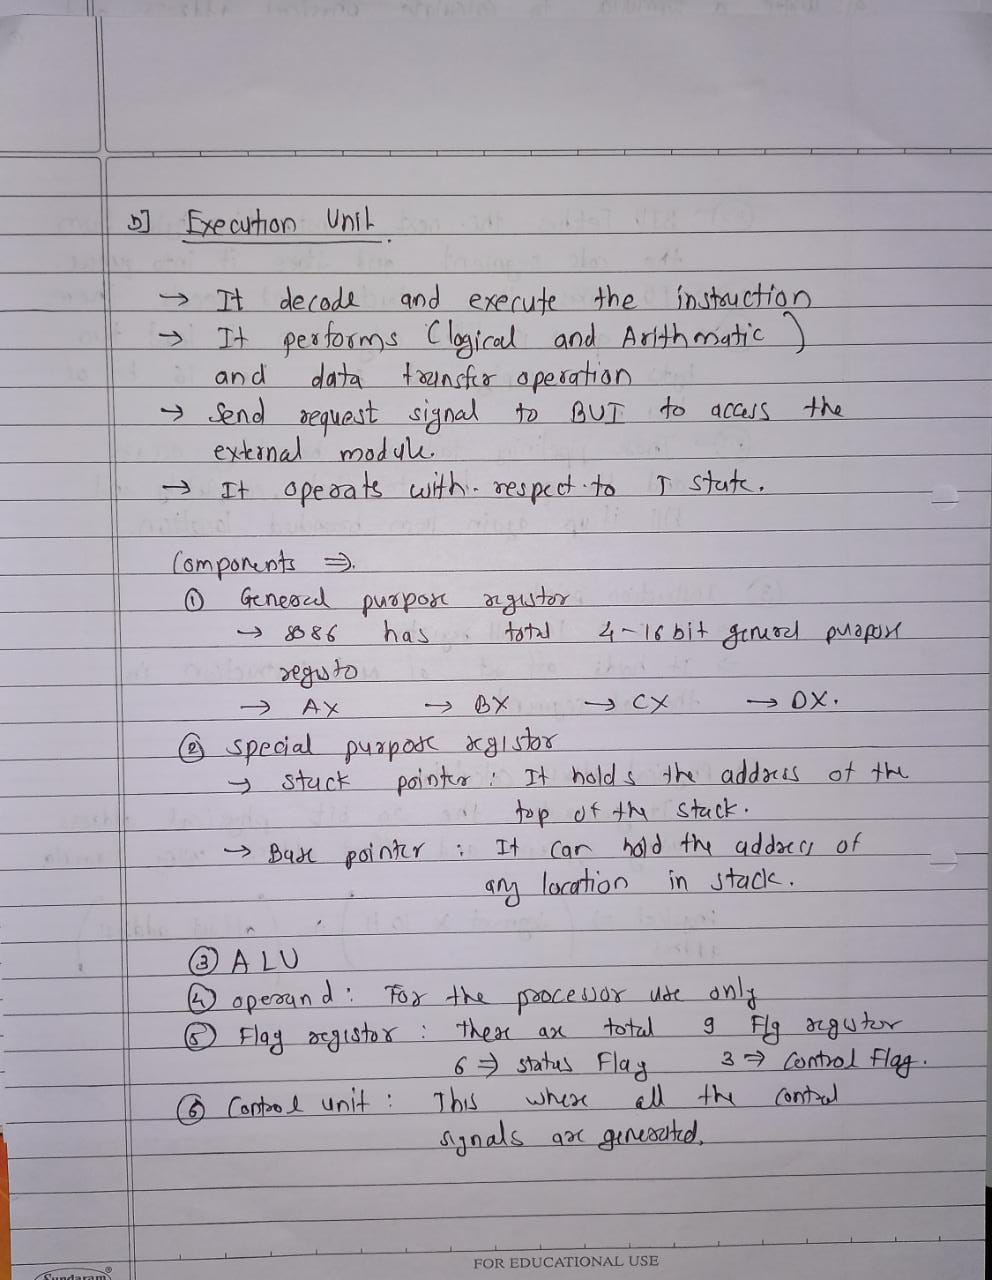 D] Execution Unit.
→ It decode and execute the instruction
→ It performs (logical and Arithmatic)
and data transfer operation
→ Send request signal to BUI to access the
external module.
→ It operats with. respect to T state.
Components ⇒.
① General purpose registor
→ 8086 has total 4-16 bit general purpose
registo
→ AX → BX → CX → DX.
② special purpose registor
→ stack pointer : It holds the address of the
top of the stack.
→ Base pointer : It can hold the address of
any location in stack.
③ ALU
④ operand : For the processor use only
⑤ Flag registor : there are total 9 Flg registor
6 ⇒ status Flag 3 ⇒ Control Flag.
⑥ Control unit : This where all the control
signals are generated.
FOR EDUCATIONAL USE
Sundaram®